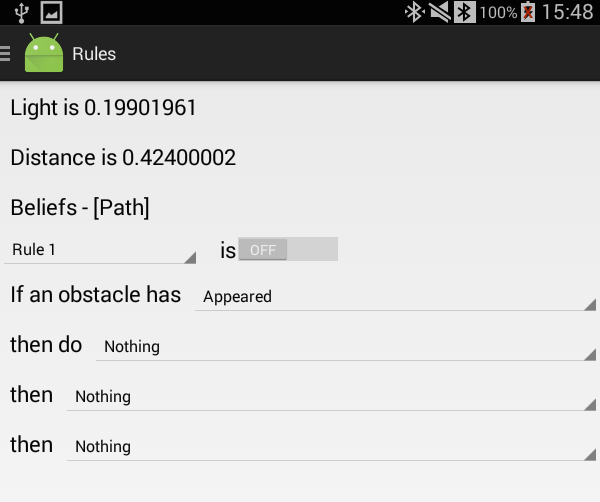 100% 15:48
Rules
Light is 0.19901961
Distance is 0.42400002
Beliefs - [Path]
Rule 1 is OFF
If an obstacle has Appeared
then do Nothing
then Nothing
then Nothing